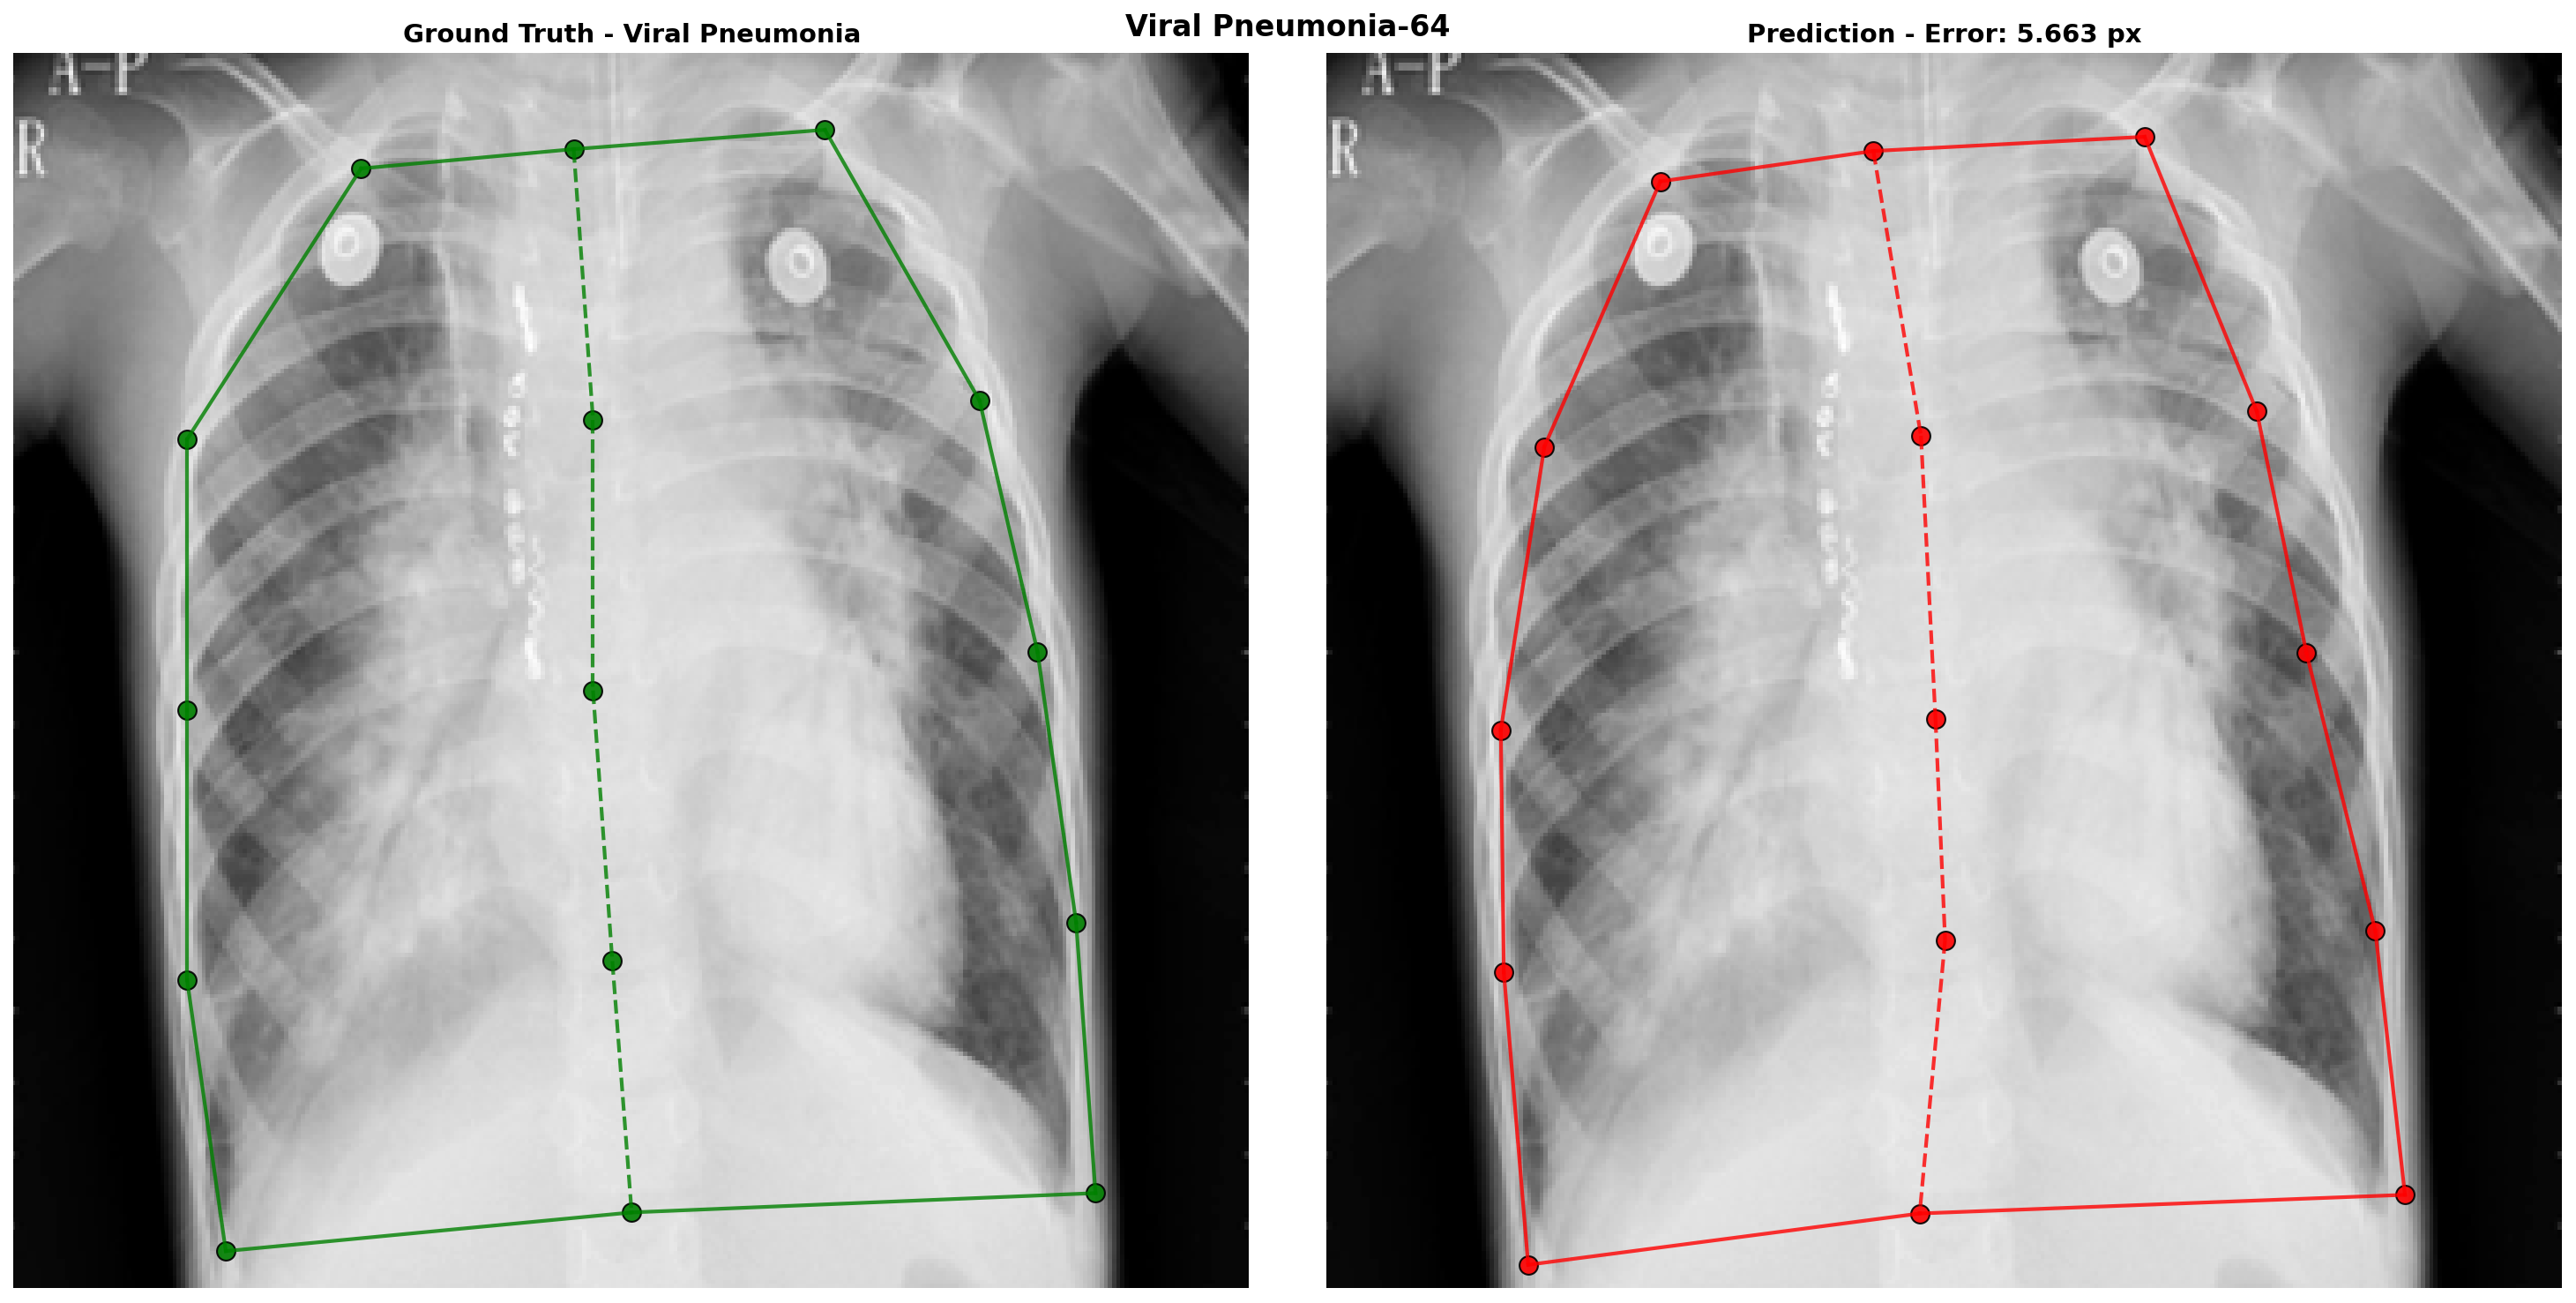 Viral Pneumonia-64
Ground Truth - Viral Pneumonia
Prediction - Error: 5.663 px
A-P
R
A-P
R